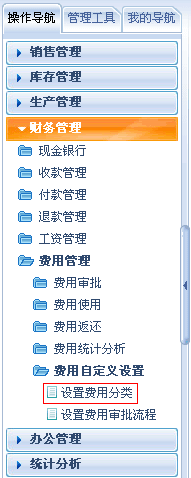 操作导航 管理工具 我的导航
销售管理
库存管理
生产管理
财务管理
现金银行
收款管理
付款管理
退款管理
工资管理
费用管理
费用审批
费用使用
费用返还
费用统计分析
费用自定义设置
设置费用分类
设置费用审批流程
办公管理
统计分析